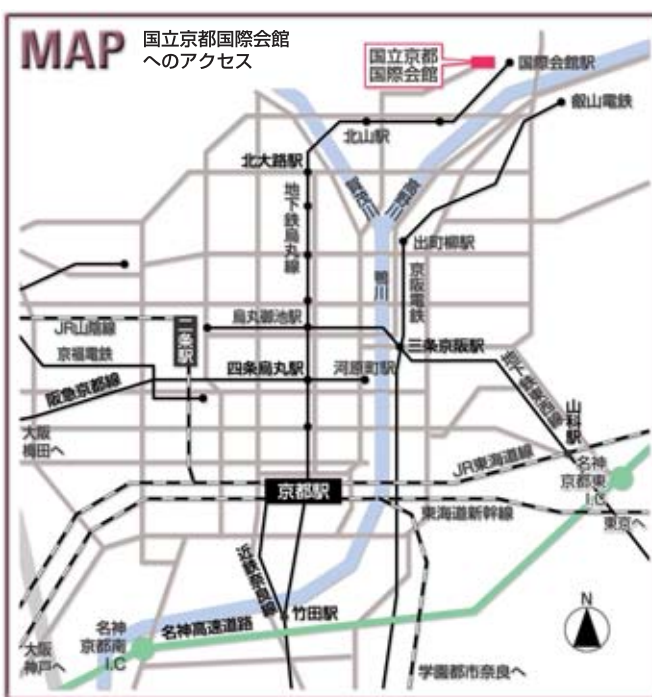 MAP
国立京都国際会館
へのアクセス
国立京都
国際会館
国際会館駅
叡山電鉄
北山駅
北大路駅
賀茂川
高野川
地下鉄烏丸線
出町柳駅
鴨川
京阪電鉄
烏丸御池駅
JR山陰線
二条駅
三条京阪駅
京福電鉄
四条烏丸駅
河原町駅
地下鉄東西線
阪急京都線
山科駅
大阪
梅田へ
JR東海道線
名神
京都東
I.C
京都駅
東海道新幹線
東京へ
近鉄奈良線
竹田駅
名神高速道路
名神
京都南
I.C
大阪
神戸へ
学園都市奈良へ
N